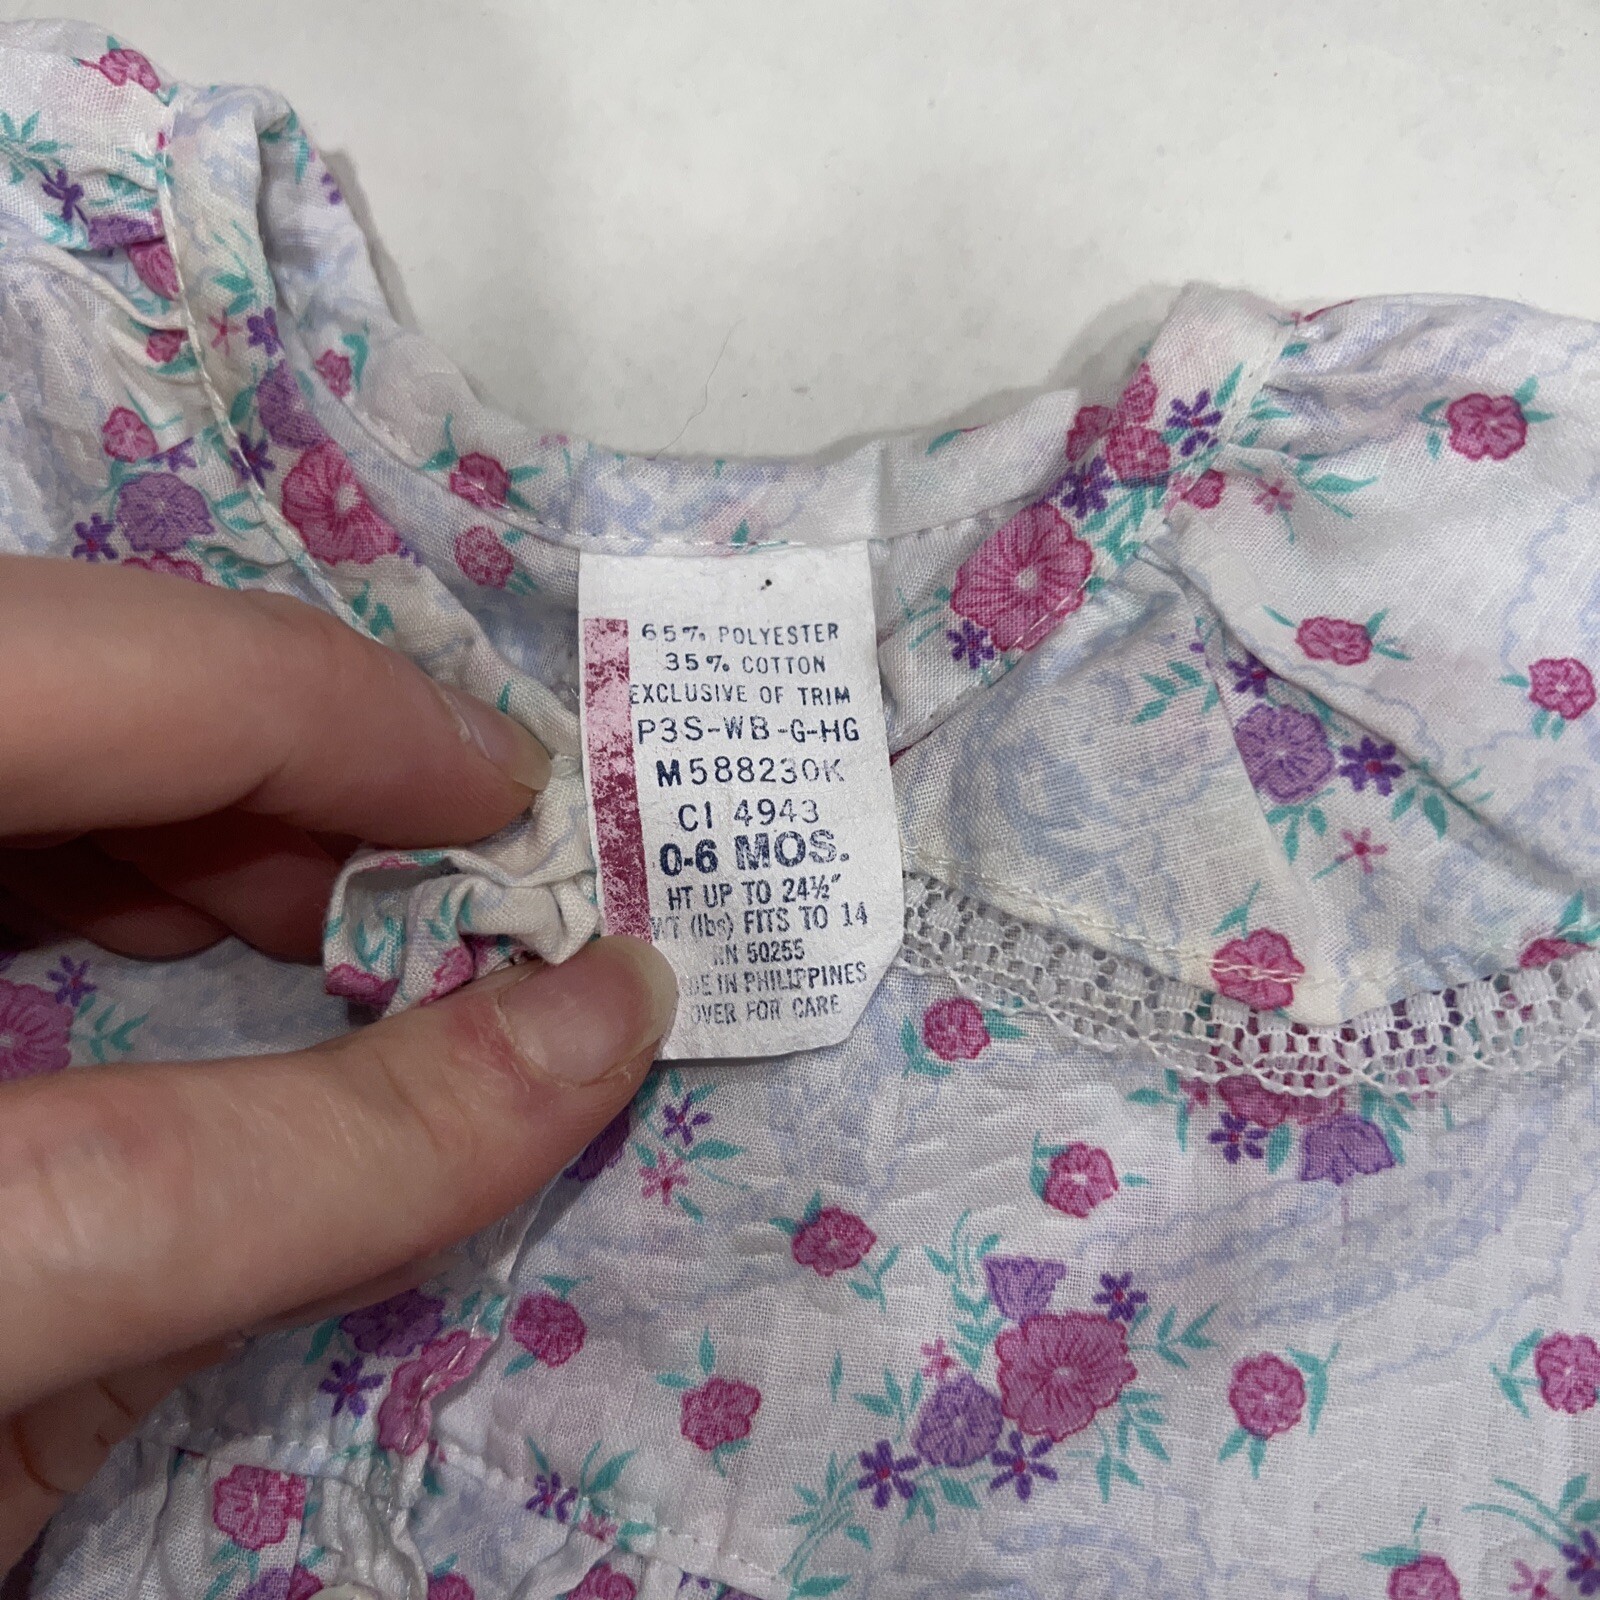 65% POLYESTER
35% COTTON
EXCLUSIVE OF TRIM
P3S-WB-G-HG
M588230K
CI 4943
0-6 MOS.
HT UP TO 24½"
WT (lbs) FITS TO 14
RN 50255
DE IN PHILIPPINES
OVER FOR CARE